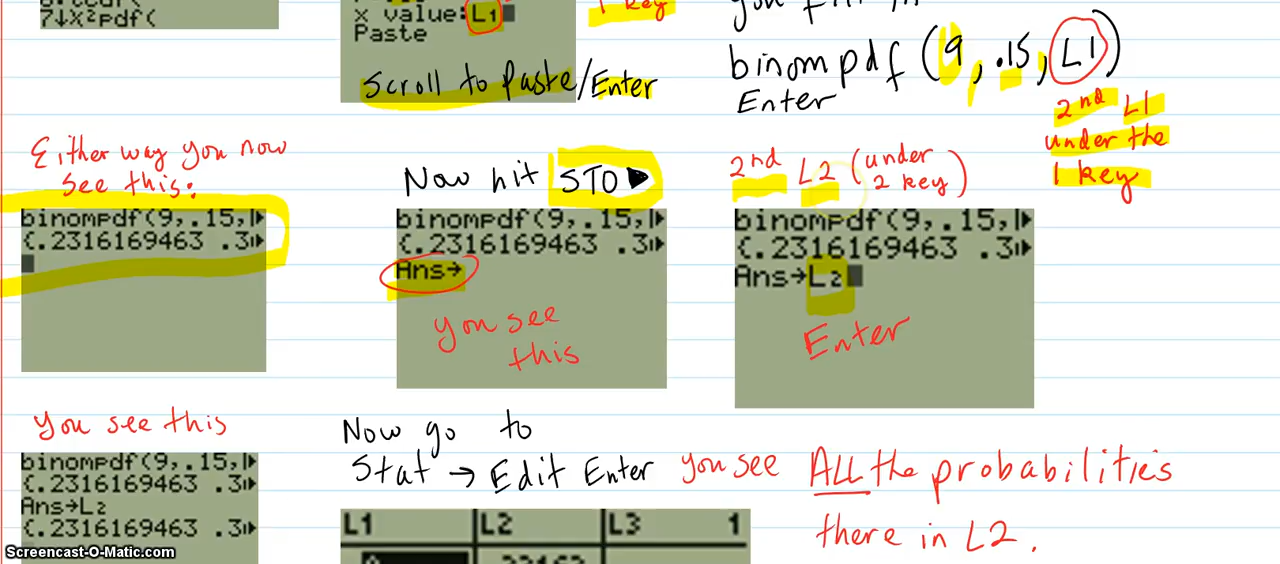 7↓X²pdf(
x value:L1
Paste
1 key
Scroll to Paste/Enter
binompdf (9, .15, L1)
Enter
2nd L1
under the
1 key
Either way you now
see this:
binompdf(9,.15,
{.2316169463 .3
Now hit STO▶
binompdf(9,.15,
{.2316169463 .3
Ans→
you see
this
2nd L2 (under
2 key)
binompdf(9,.15,
{.2316169463 .3
Ans→L2
Enter
You see this
binompdf(9,.15,
{.2316169463 .3
Ans→L2
{.2316169463 .3
Now go to
Stat → Edit Enter you see ALL the probabilities
there in L2.
L1 L2 L3 1
Screencast-O-Matic.com